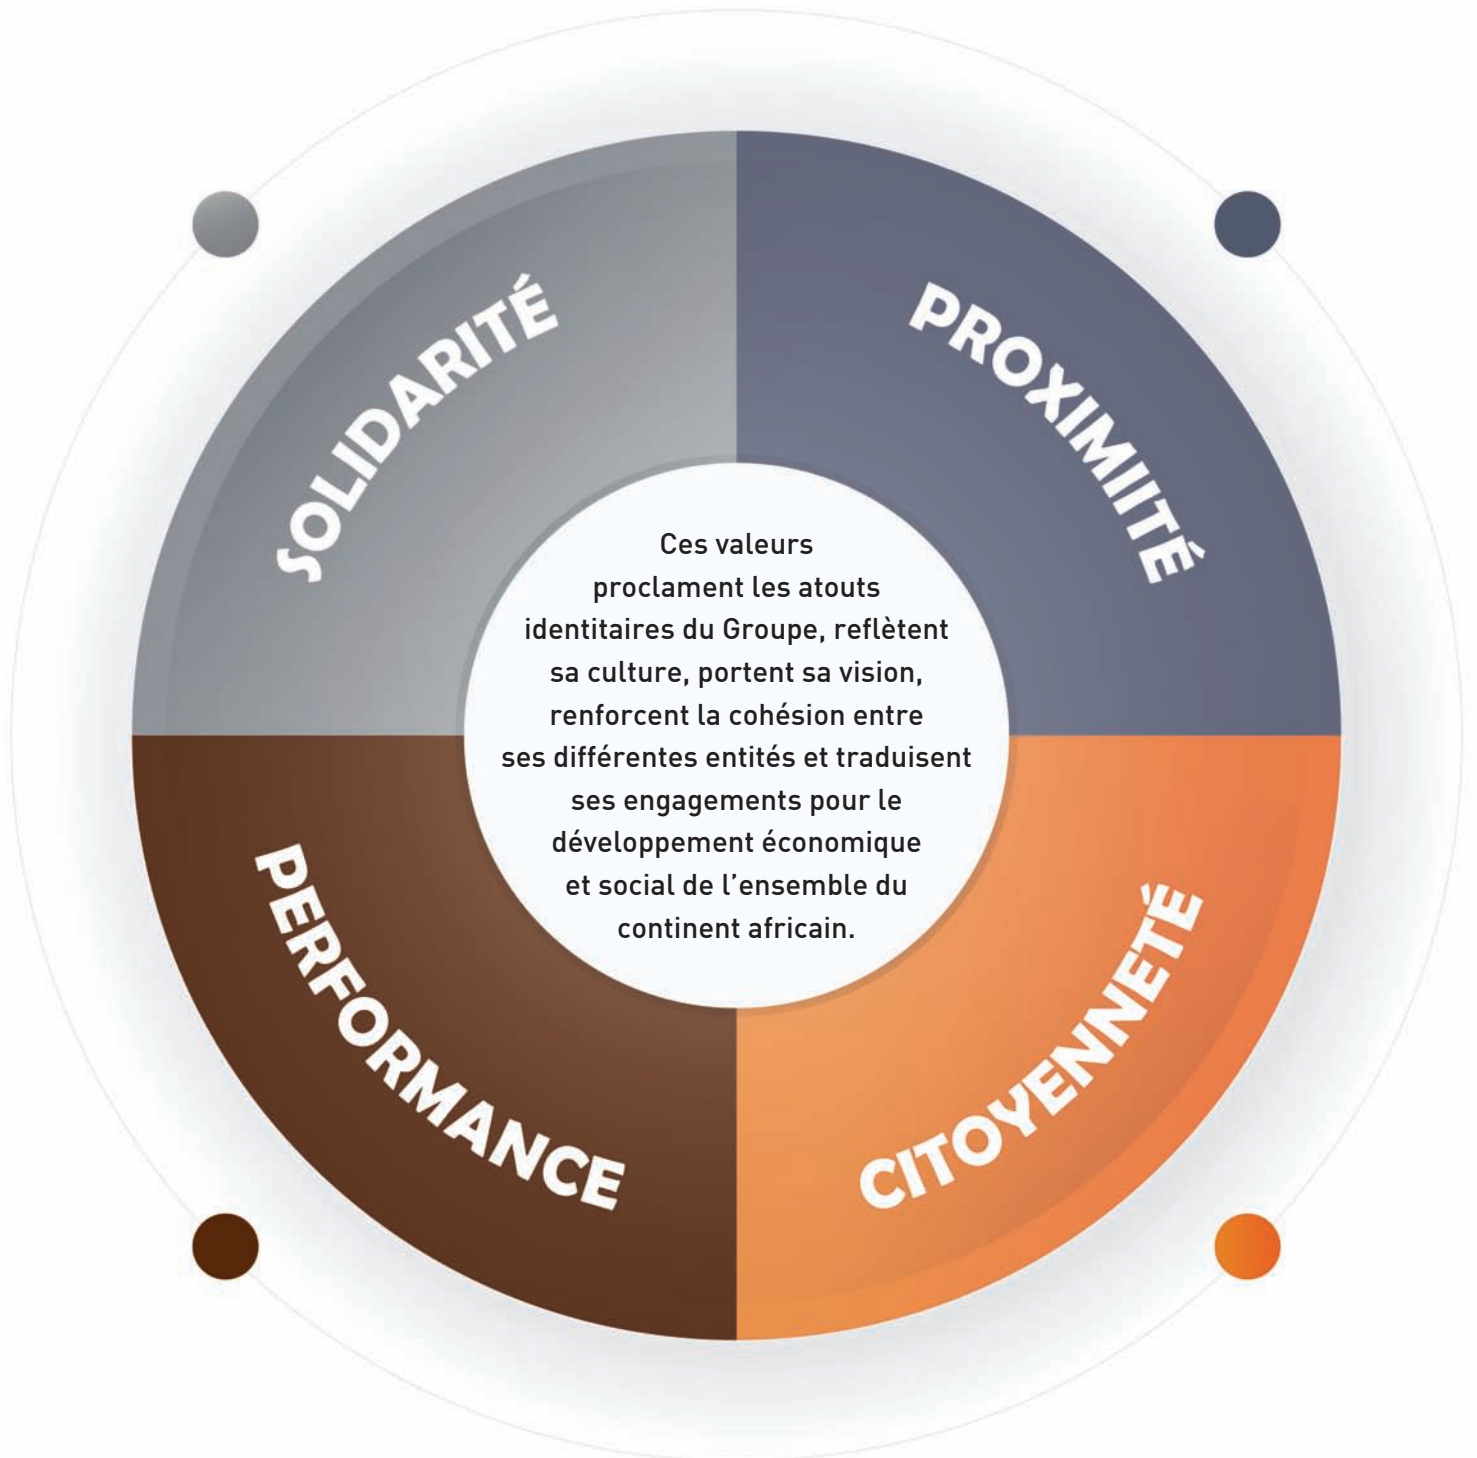 SOLIDARITÉ
PROXIMIITÉ
Ces valeurs
proclament les atouts
identitaires du Groupe, reflètent
sa culture, portent sa vision,
renforcent la cohésion entre
ses différentes entités et traduisent
ses engagements pour le
développement économique
et social de l’ensemble du
continent africain.
PERFORMANCE
CITOYENNETÉ